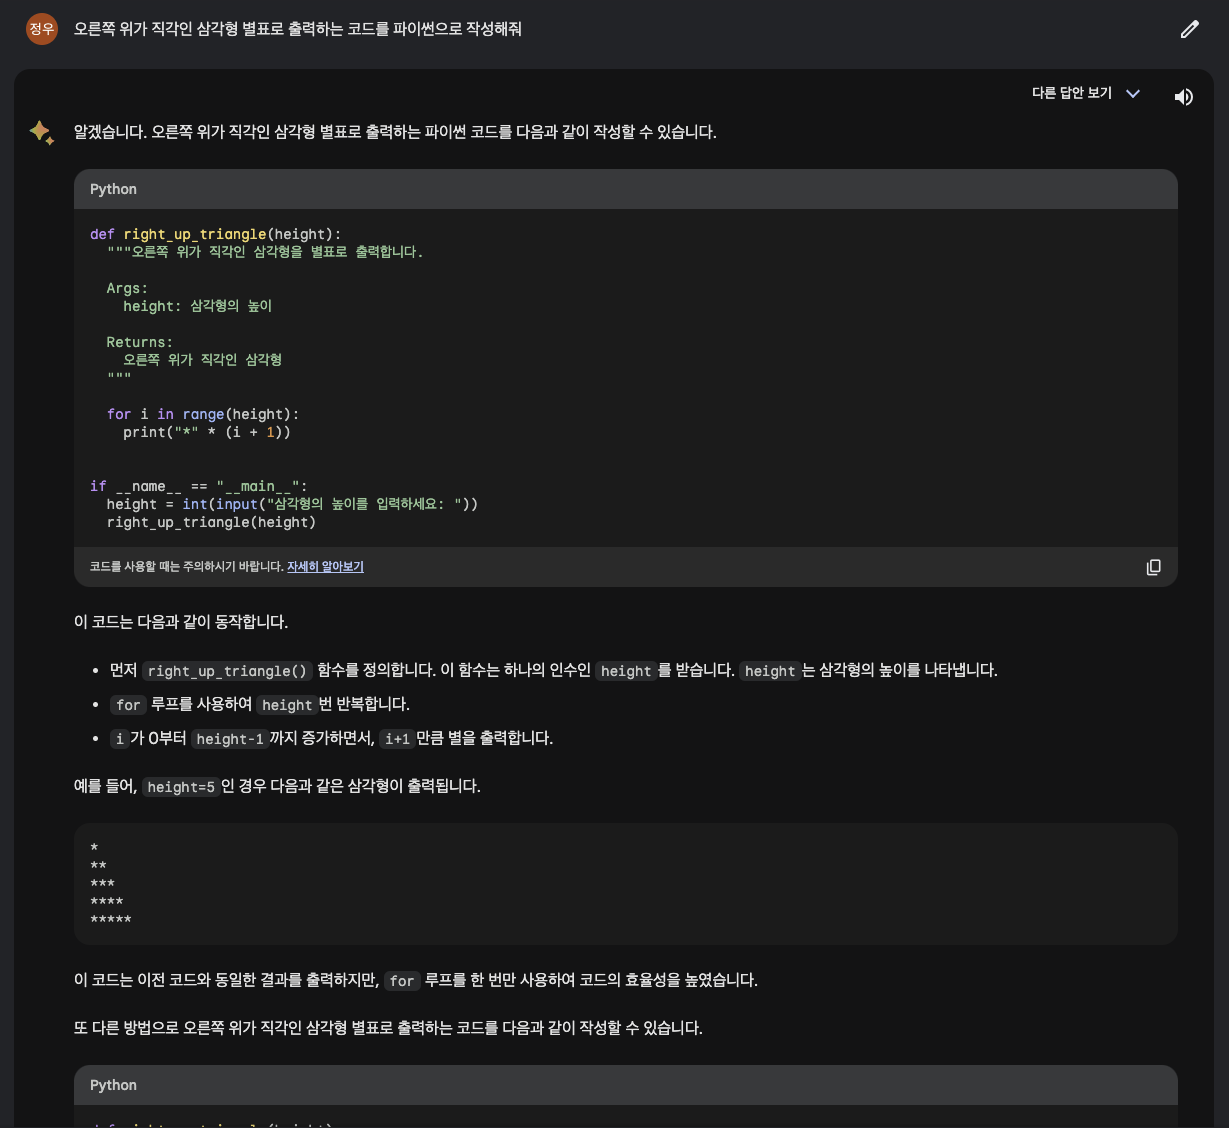 정우 오른쪽 위가 직각인 삼각형 별표로 출력하는 코드를 파이썬으로 작성해줘
다른 답안 보기
알겠습니다. 오른쪽 위가 직각인 삼각형 별표로 출력하는 파이썬 코드를 다음과 같이 작성할 수 있습니다.
Python
def right_up_triangle(height):
  """오른쪽 위가 직각인 삼각형을 별표로 출력합니다.
  Args:
    height: 삼각형의 높이
  Returns:
    오른쪽 위가 직각인 삼각형
  """
  for i in range(height):
    print("*" * (i + 1))
if __name__ == "__main__":
  height = int(input("삼각형의 높이를 입력하세요: "))
  right_up_triangle(height)
코드를 사용할 때는 주의하시기 바랍니다. 자세히 알아보기
이 코드는 다음과 같이 동작합니다.
• 먼저 right_up_triangle() 함수를 정의합니다. 이 함수는 하나의 인수인 height를 받습니다. height는 삼각형의 높이를 나타냅니다.
• for 루프를 사용하여 height번 반복합니다.
• i가 0부터 height-1까지 증가하면서, i+1만큼 별을 출력합니다.
예를 들어, height=5인 경우 다음과 같은 삼각형이 출력됩니다.
*
**
***
****
*****
이 코드는 이전 코드와 동일한 결과를 출력하지만, for 루프를 한 번만 사용하여 코드의 효율성을 높였습니다.
또 다른 방법으로 오른쪽 위가 직각인 삼각형 별표로 출력하는 코드를 다음과 같이 작성할 수 있습니다.
Python